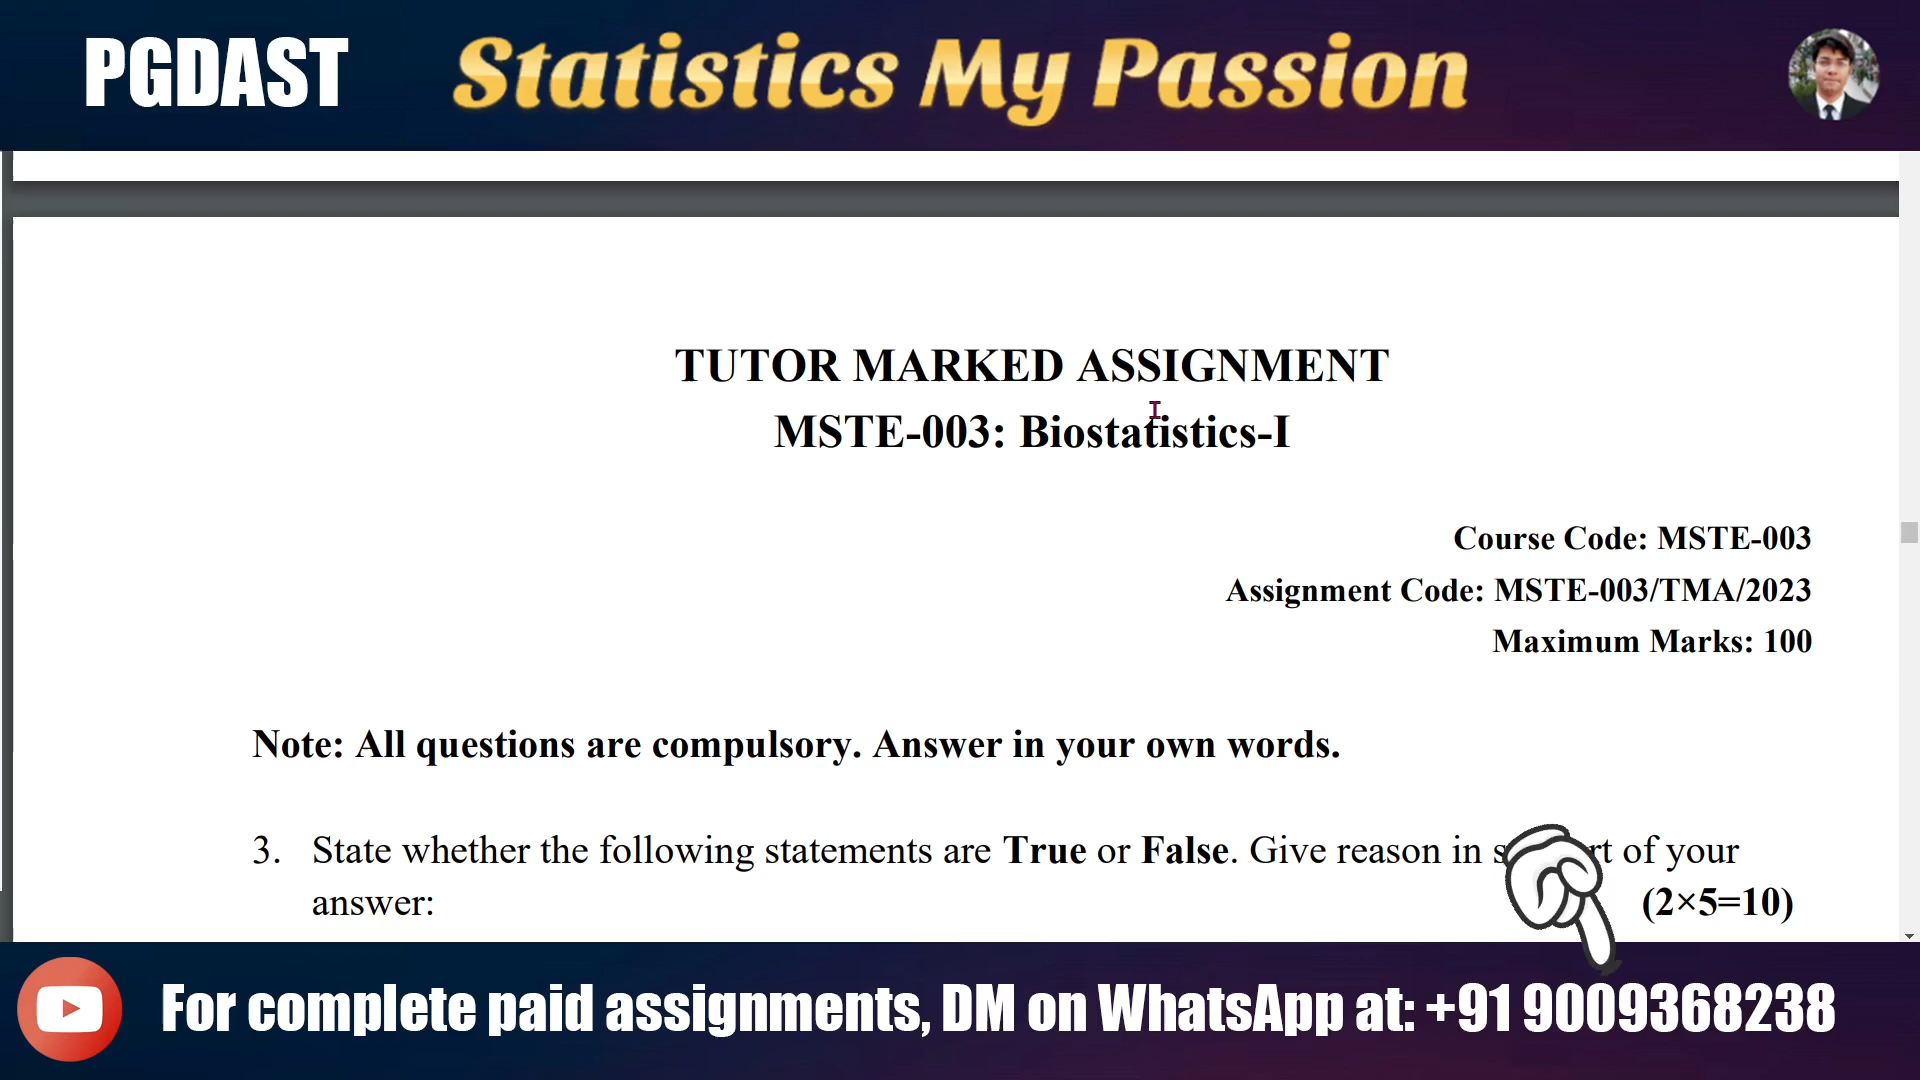 PGDAST
Statistics My Passion
TUTOR MARKED ASSIGNMENT
MSTE-003: Biostatistics-I
Course Code: MSTE-003
Assignment Code: MSTE-003/TMA/2023
Maximum Marks: 100
Note: All questions are compulsory. Answer in your own words.
3. State whether the following statements are True or False. Give reason in of your
answer: (2×5=10)
For complete paid assignments, DM on WhatsApp at: +91 9009368238